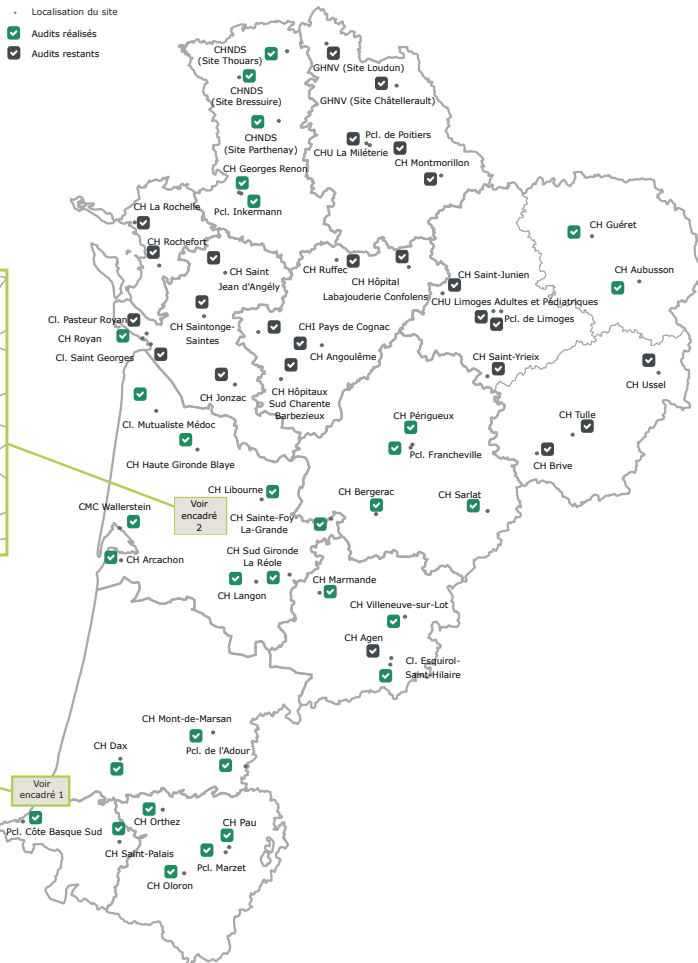 Localisation du site
Audits réalisés
Audits restants
CHNDS
(Site Thouars)
CHNDS
(Site Bressuire)
CHNDS
(Site Parthenay)
GHNV (Site Loudun)
GHNV (Site Châtellerault)
Pcl. de Poitiers
CHU La Milétrie
CH Montmorillon
CH Georges Renon
Pcl. Inkermann
CH La Rochelle
CH Rochefort
CH Saint
Jean d'Angély
CH Ruffec
CH Hôpital
Labajouderie Confolens
CH Saint-Junien
CHU Limoges Adultes et Pédiatriques
Pcl. de Limoges
CH Guéret
CH Aubusson
Cl. Pasteur Royan
CH Royan
Cl. Saint Georges
CH Saintonge-
Saintes
CHI Pays de Cognac
CH Angoulême
CH Saint-Yrieix
CH Ussel
CH Jonzac
CH Hôpitaux
Sud Charente
Barbezieux
Cl. Mutualiste Médoc
CH Haute Gironde Blaye
CH Périgueux
Pcl. Francheville
CH Tulle
CH Brive
CH Libourne
CH Bergerac
CH Sarlat
Voir
encadré
2
CMC Wallerstein
CH Sainte-Foy-
La-Grande
CH Arcachon
CH Sud Gironde
La Réole
CH Langon
CH Marmande
CH Villeneuve-sur-Lot
CH Agen
Cl. Esquirol-
Saint-Hilaire
CH Mont-de-Marsan
CH Dax
Pcl. de l'Adour
Voir
encadré 1
Pcl. Côte Basque Sud
CH Orthez
CH Pau
CH Saint-Palais
Pcl. Marzet
CH Oloron